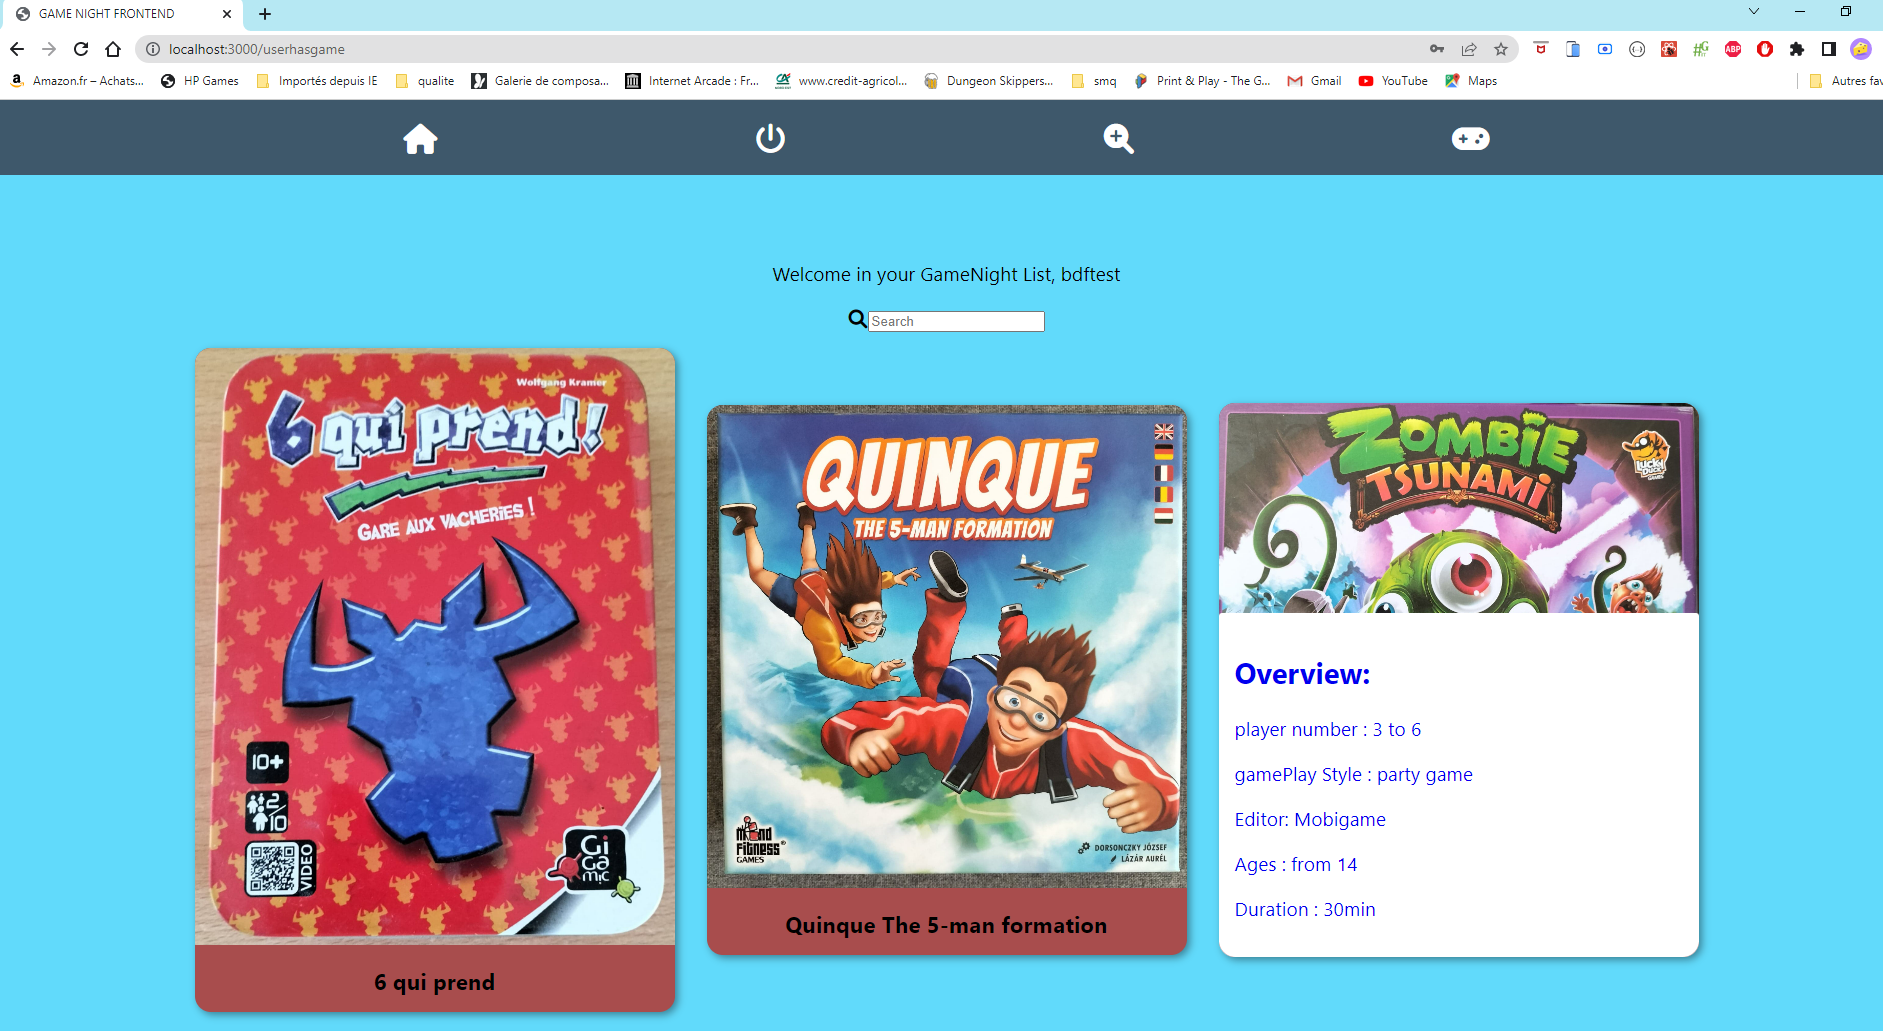 GAME NIGHT FRONTEND
localhost:3000/userhasgame
Amazon.fr – Achats...
HP Games
Importés depuis IE
qualite
Galerie de composa...
Internet Arcade : Fr...
www.credit-agricol...
Dungeon Skippers...
smq
Print & Play - The G...
Gmail
YouTube
Maps
Autres fav
ABP
Welcome in your GameNight List, bdftest
Search
Wolfgang Kramer
6 qui prend!
GARE AUX VACHERIES !
10+
2/10
VIDEO
GiGAMiC
6 qui prend
QUINQUE
THE 5-MAN FORMATION
MIND FITNESS GAMES
DORSONCZKY JÓZSEF
LÁZÁR AURÉL
Quinque The 5-man formation
ZOMBIE
TSUNAMI
LUCKY DUCK GAMES
Overview:
player number : 3 to 6
gamePlay Style : party game
Editor: Mobigame
Ages : from 14
Duration : 30min